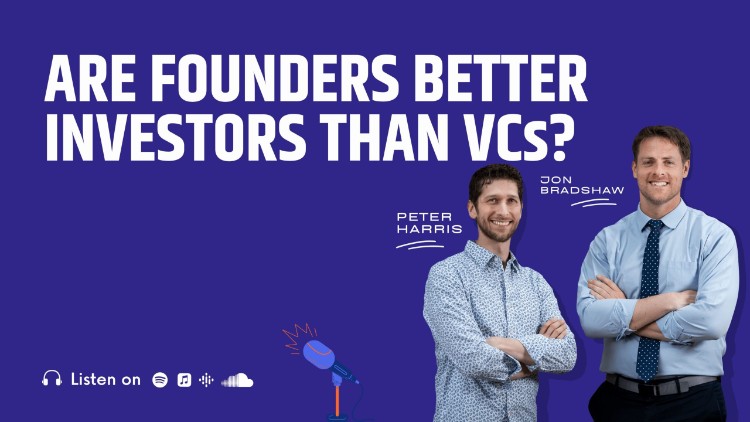 ARE FOUNDERS BETTER
INVESTORS THAN VCs?
JON
BRADSHAW
PETER
HARRIS
Listen on